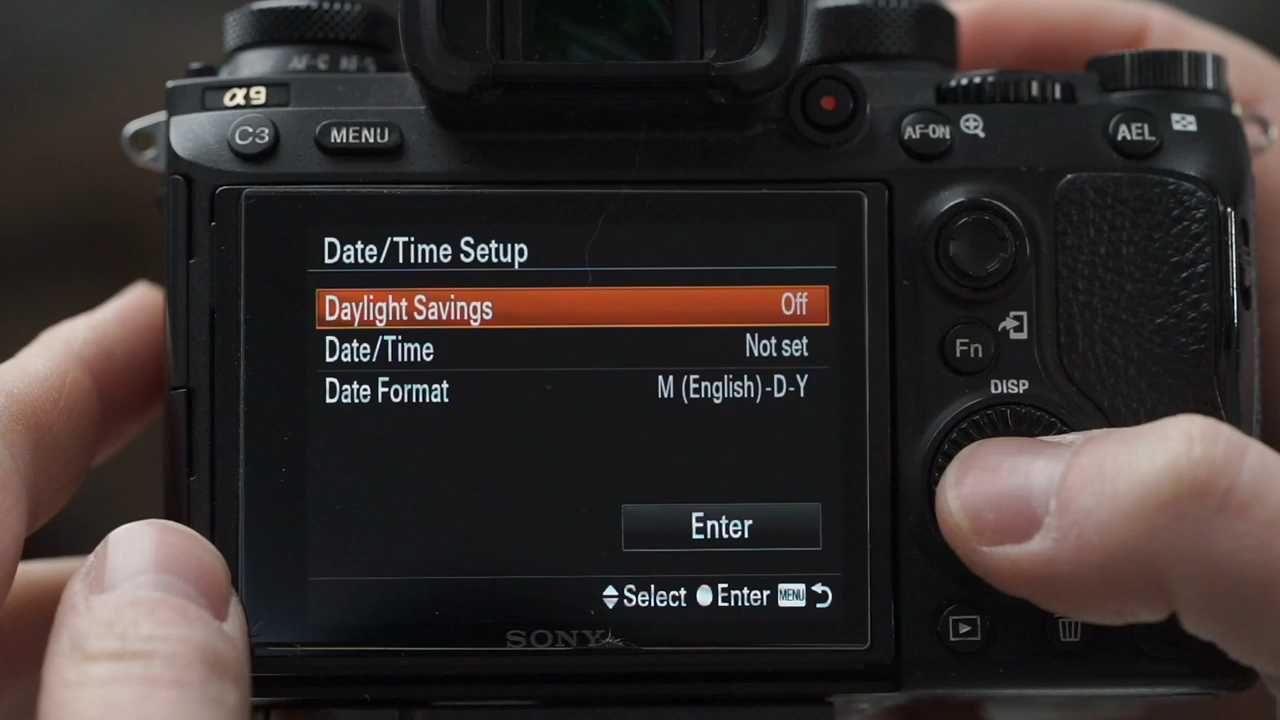 α9
C3
MENU
AF-ON
AEL
Date/Time Setup
Daylight Savings Off
Date/Time Not set
Date Format M (English)-D-Y
Enter
Select Enter MENU
Fn
DISP
SONY